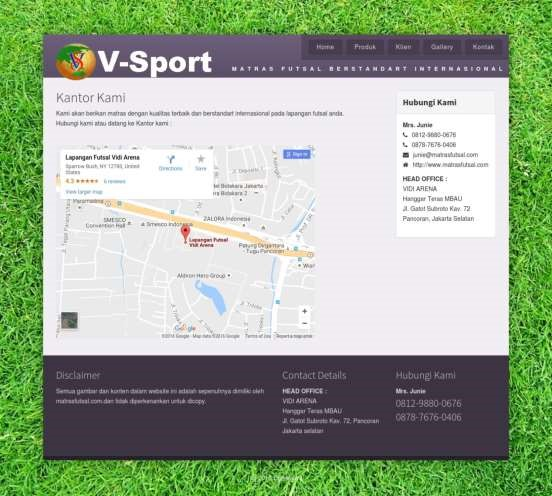 V-Sport
Home
Produk
Klien
Gallery
Kontak
MATRAS FUTSAL BERSTANDART INTERNASIONAL
Kantor Kami
Kami akan berikan matras dengan kualitas terbaik dan berstandart internasional pada lapangan futsal anda.
Hubungi kami atau datang ke Kantor kami :
Lapangan Futsal Vidi Arena
Sparrow Bush, NY 12780, United
States
4.3
6 reviews
View larger map
Directions
Save
Sign in
Bidakara Jakarta
Balai Kartini
Pancoran
SMESCO
Convention Hall
Smesco Indonesia
ZALORA Indonesia
Lapangan Futsal
Vidi Arena
Patung Dirgantara
- Tugu Pancoran
Aldiron Hero Group
Google
©2016 Google - Map data ©2016 Google
Terms of Use
Report a map error
Hubungi Kami
Mrs. Junie
0812-9880-0676
0878-7676-0406
junie@matrasfutsal.com
http://www.matrasfutsal.com
HEAD OFFICE :
VIDI ARENA
Hanggar Teras MBAU
Jl. Gatot Subroto Kav. 72
Pancoran, Jakarta Selatan
Disclaimer
Semua gambar dan konten dalam website ini adalah sepenuhnya dimiliki oleh
matrasfutsal.com dan tidak diperkenankan untuk dicopy.
Contact Details
HEAD OFFICE :
VIDI ARENA
Hanggar Teras MBAU
Jl. Gatot Subroto Kav. 72, Pancoran
Jakarta selatan
Hubungi Kami
Mrs. Junie
0812-9880-0676
0878-7676-0406